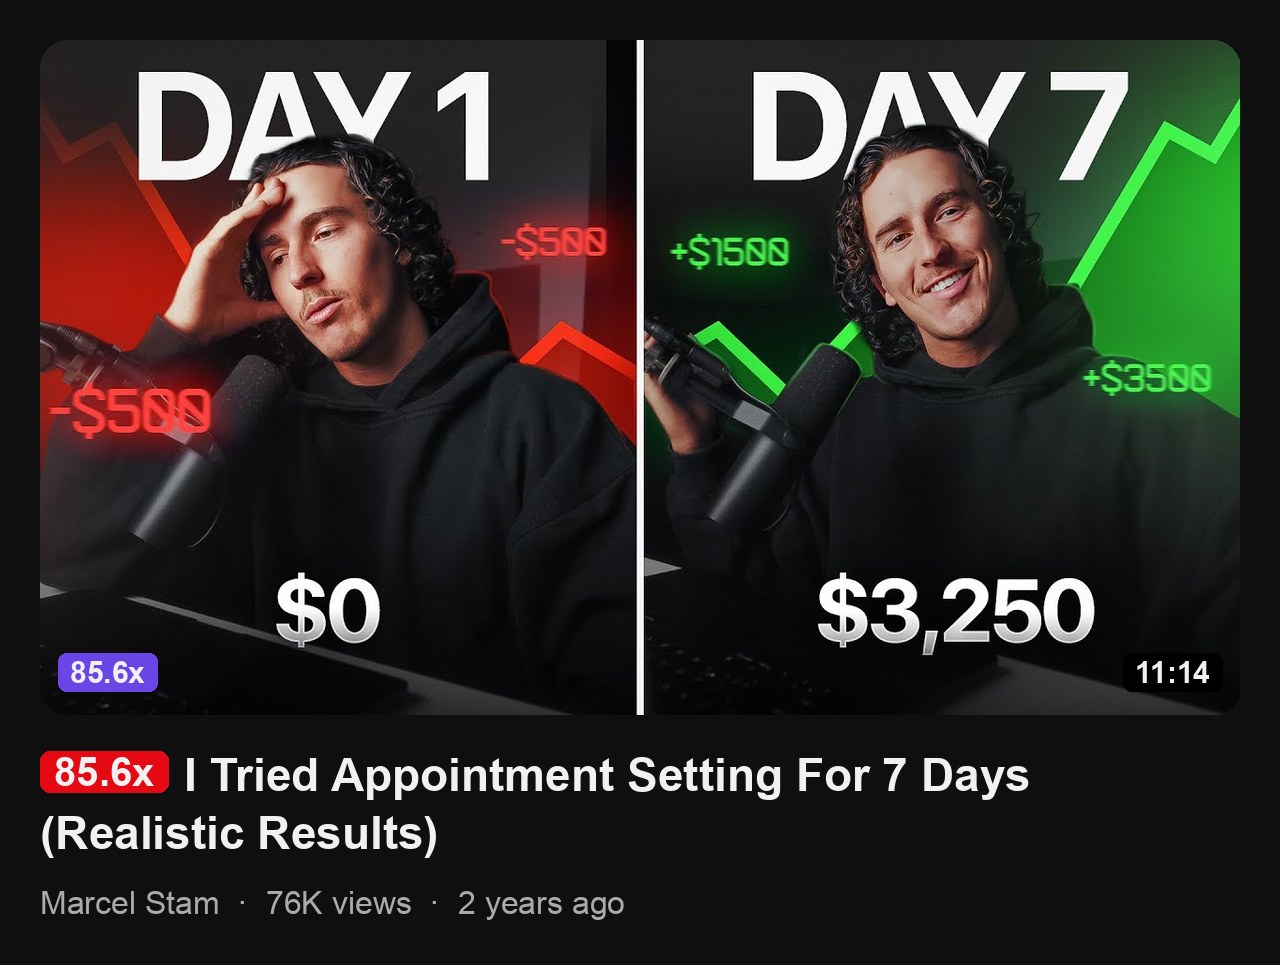 DAY 1
-$500
-$500
$0
85.6x
DAY 7
+$1500
+$3500
$3,250
11:14
85.6x I Tried Appointment Setting For 7 Days
(Realistic Results)
Marcel Stam · 76K views · 2 years ago